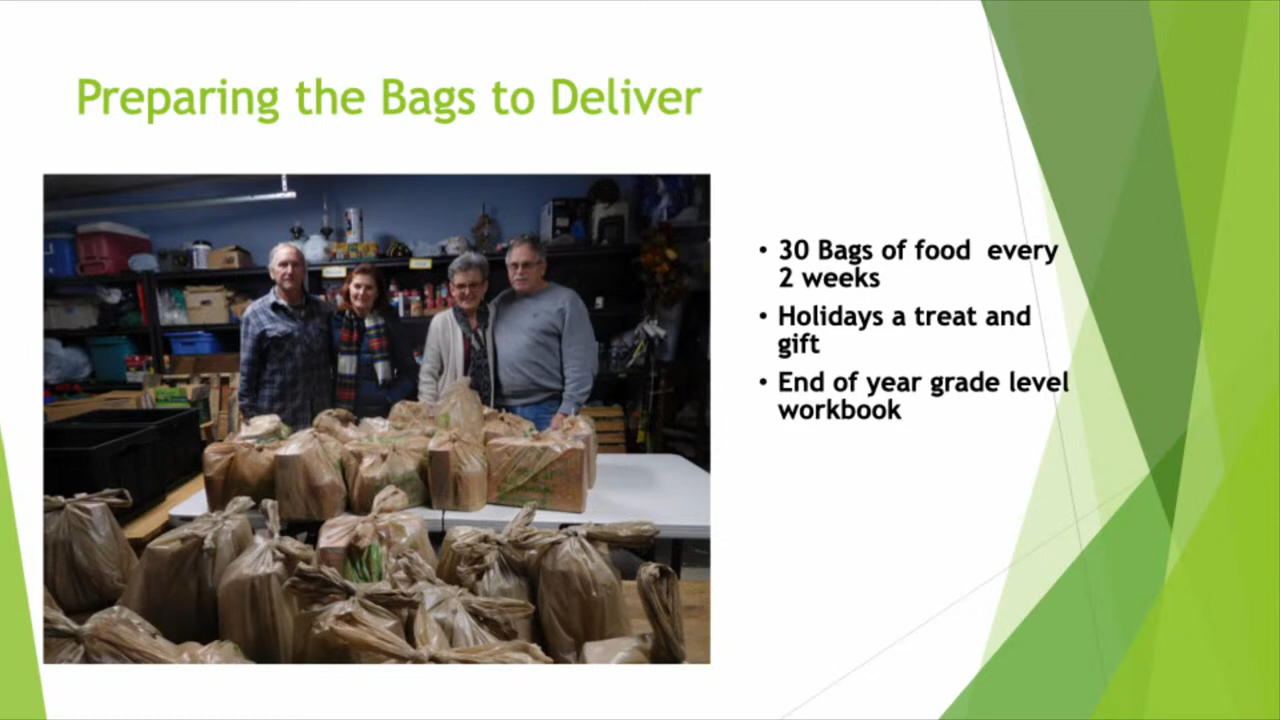 Preparing the Bags to Deliver
• 30 Bags of food  every
2 weeks
• Holidays a treat and
gift
• End of year grade level
workbook